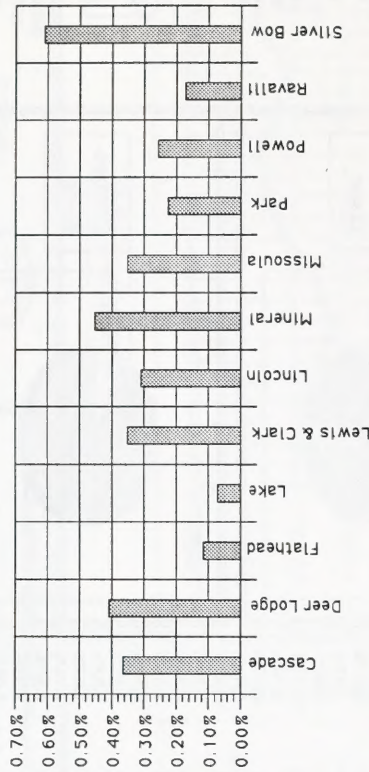 0.70%
0.60%
0.50%
0.40%
0.30%
0.20%
0.10%
0.00%
Cascade
Deer Lodge
Flathead
Lake
Lewis & Clark
Lincoln
Mineral
Missoula
Park
Powell
Ravalli
Silver Bow